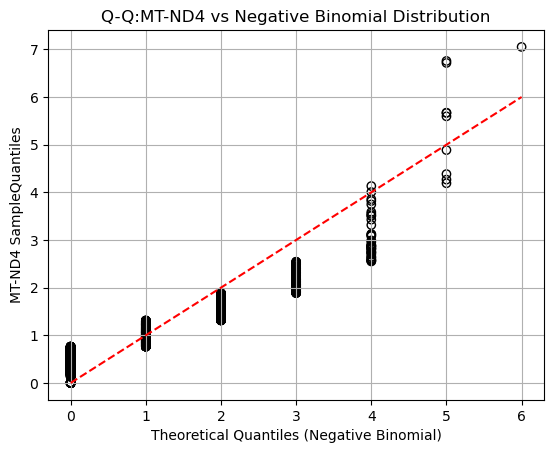 Q-Q:MT-ND4 vs Negative Binomial Distribution
MT-ND4 SampleQuantiles
7
6
5
4
3
2
1
0
0 1 2 3 4 5 6
Theoretical Quantiles (Negative Binomial)